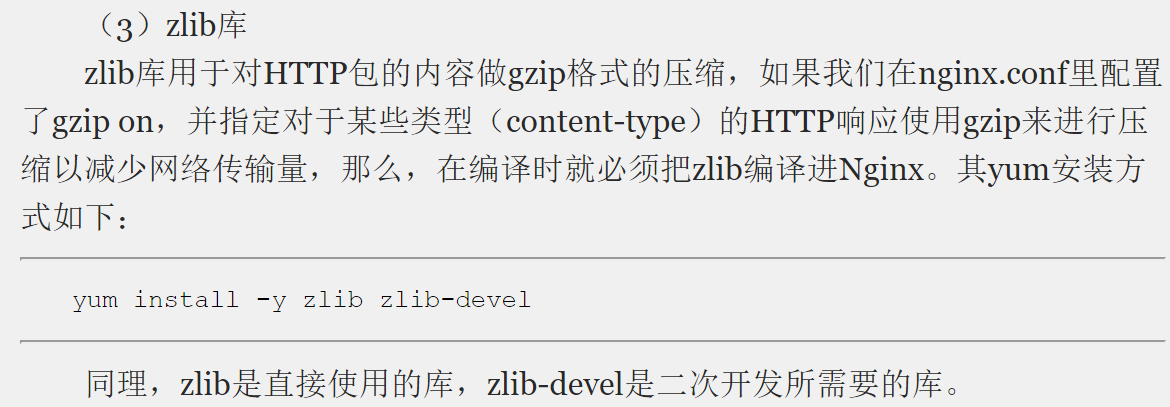 （3）zlib库
zlib库用于对HTTP包的内容做gzip格式的压缩，如果我们在nginx.conf里配置
了gzip on，并指定对于某些类型（content-type）的HTTP响应使用gzip来进行压
缩以减少网络传输量，那么，在编译时就必须把zlib编译进Nginx。其yum安装方
式如下：
yum install -y zlib zlib-devel
同理，zlib是直接使用的库，zlib-devel是二次开发所需要的库。